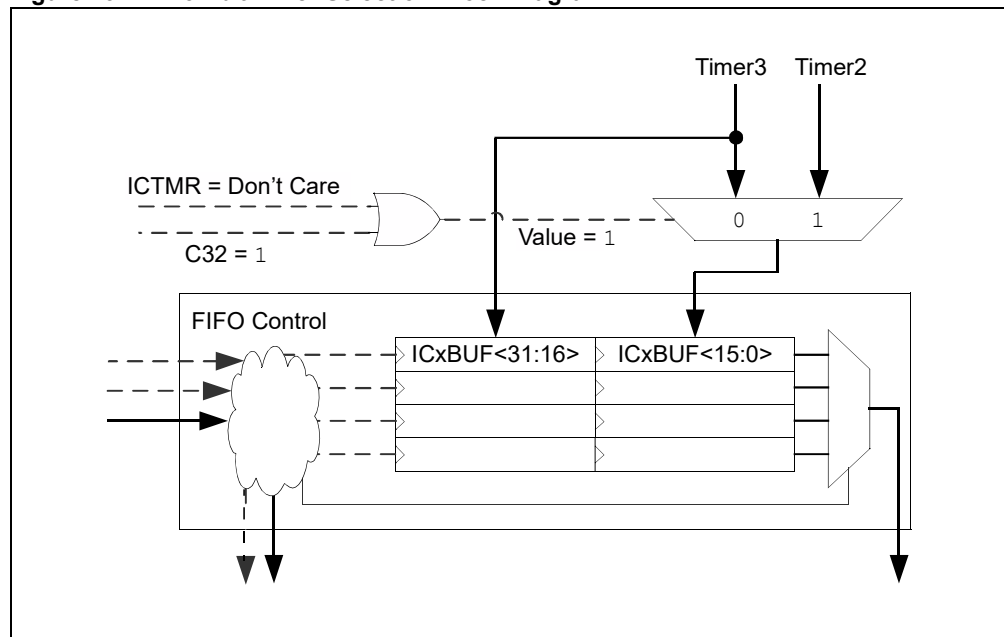 Timer3 Timer2
ICTMR = Don't Care
0 1
Value = 1
C32 = 1
FIFO Control
ICxBUF<31:16> ICxBUF<15:0>